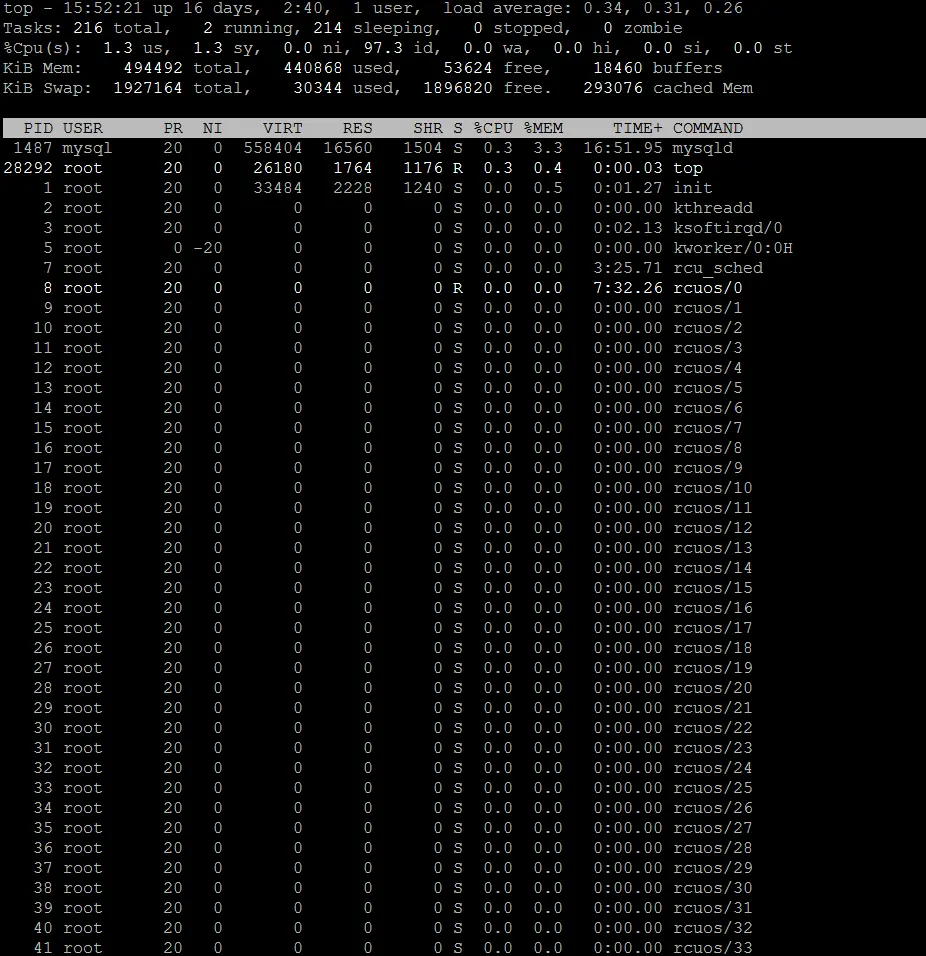 top - 15:52:21 up 16 days,  2:40,  1 user,  load average: 0.34, 0.31, 0.26
Tasks: 216 total,   2 running, 214 sleeping,   0 stopped,   0 zombie
%Cpu(s):  1.3 us,  1.3 sy,  0.0 ni, 97.3 id,  0.0 wa,  0.0 hi,  0.0 si,  0.0 st
KiB Mem:    494492 total,   440868 used,    53624 free,    18460 buffers
KiB Swap:  1927164 total,    30344 used,  1896820 free.   293076 cached Mem
PID USER      PR  NI    VIRT    RES    SHR S %CPU %MEM     TIME+ COMMAND
1487 mysql     20   0  558404  16560   1504 S  0.3  3.3  16:51.95 mysqld
28292 root      20   0   26180   1764   1176 R  0.3  0.4   0:00.03 top
1 root      20   0   33484   2228   1240 S  0.0  0.5   0:01.27 init
2 root      20   0       0      0      0 S  0.0  0.0   0:00.00 kthreadd
3 root      20   0       0      0      0 S  0.0  0.0   0:02.13 ksoftirqd/0
5 root       0 -20       0      0      0 S  0.0  0.0   0:00.00 kworker/0:0H
7 root      20   0       0      0      0 S  0.0  0.0   3:25.71 rcu_sched
8 root      20   0       0      0      0 R  0.0  0.0   7:32.26 rcuos/0
9 root      20   0       0      0      0 S  0.0  0.0   0:00.00 rcuos/1
10 root      20   0       0      0      0 S  0.0  0.0   0:00.00 rcuos/2
11 root      20   0       0      0      0 S  0.0  0.0   0:00.00 rcuos/3
12 root      20   0       0      0      0 S  0.0  0.0   0:00.00 rcuos/4
13 root      20   0       0      0      0 S  0.0  0.0   0:00.00 rcuos/5
14 root      20   0       0      0      0 S  0.0  0.0   0:00.00 rcuos/6
15 root      20   0       0      0      0 S  0.0  0.0   0:00.00 rcuos/7
16 root      20   0       0      0      0 S  0.0  0.0   0:00.00 rcuos/8
17 root      20   0       0      0      0 S  0.0  0.0   0:00.00 rcuos/9
18 root      20   0       0      0      0 S  0.0  0.0   0:00.00 rcuos/10
19 root      20   0       0      0      0 S  0.0  0.0   0:00.00 rcuos/11
20 root      20   0       0      0      0 S  0.0  0.0   0:00.00 rcuos/12
21 root      20   0       0      0      0 S  0.0  0.0   0:00.00 rcuos/13
22 root      20   0       0      0      0 S  0.0  0.0   0:00.00 rcuos/14
23 root      20   0       0      0      0 S  0.0  0.0   0:00.00 rcuos/15
24 root      20   0       0      0      0 S  0.0  0.0   0:00.00 rcuos/16
25 root      20   0       0      0      0 S  0.0  0.0   0:00.00 rcuos/17
26 root      20   0       0      0      0 S  0.0  0.0   0:00.00 rcuos/18
27 root      20   0       0      0      0 S  0.0  0.0   0:00.00 rcuos/19
28 root      20   0       0      0      0 S  0.0  0.0   0:00.00 rcuos/20
29 root      20   0       0      0      0 S  0.0  0.0   0:00.00 rcuos/21
30 root      20   0       0      0      0 S  0.0  0.0   0:00.00 rcuos/22
31 root      20   0       0      0      0 S  0.0  0.0   0:00.00 rcuos/23
32 root      20   0       0      0      0 S  0.0  0.0   0:00.00 rcuos/24
33 root      20   0       0      0      0 S  0.0  0.0   0:00.00 rcuos/25
34 root      20   0       0      0      0 S  0.0  0.0   0:00.00 rcuos/26
35 root      20   0       0      0      0 S  0.0  0.0   0:00.00 rcuos/27
36 root      20   0       0      0      0 S  0.0  0.0   0:00.00 rcuos/28
37 root      20   0       0      0      0 S  0.0  0.0   0:00.00 rcuos/29
38 root      20   0       0      0      0 S  0.0  0.0   0:00.00 rcuos/30
39 root      20   0       0      0      0 S  0.0  0.0   0:00.00 rcuos/31
40 root      20   0       0      0      0 S  0.0  0.0   0:00.00 rcuos/32
41 root      20   0       0      0      0 S  0.0  0.0   0:00.00 rcuos/33